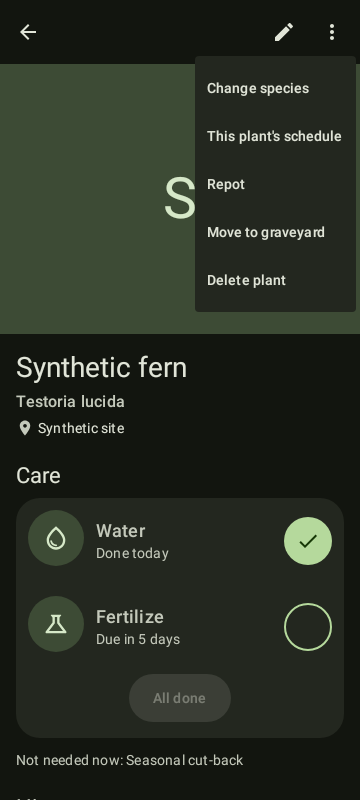 Change species
This plant's schedule
Repot
Move to graveyard
Delete plant
S
Synthetic fern
Testoria lucida
Synthetic site
Care
Water
Done today
Fertilize
Due in 5 days
All done
Not needed now: Seasonal cut-back